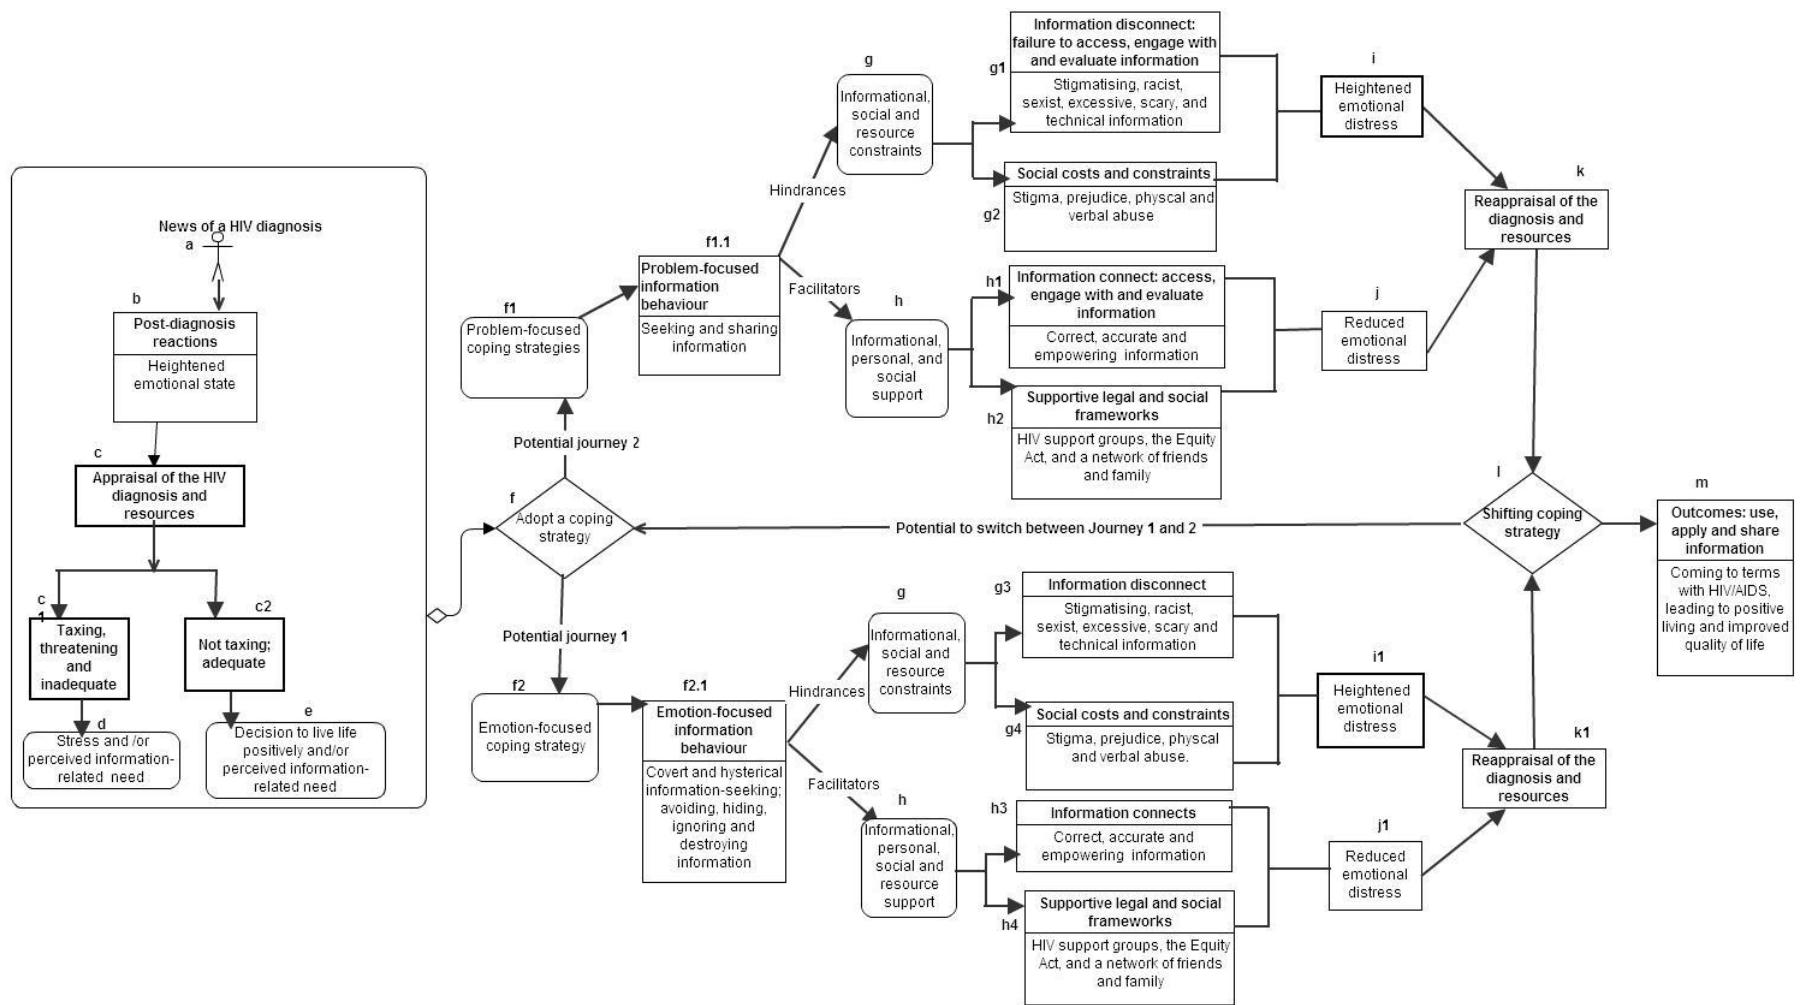 News of a HIV diagnosis
a
b
Post-diagnosis
reactions
Heightened
emotional state
c
Appraisal of the HIV
diagnosis and
resources
c
1
Taxing,
threatening
and
inadequate
c2
Not taxing;
adequate
d
Stress and /or
perceived information-
related need
e
Decision to live life
positively and/or
perceived information-
related need
f
Adopt a coping
strategy
Potential journey 2
f1
Problem-focused
coping strategies
f1.1
Problem-focused
information
behaviour
Seeking and sharing
information
Hindrances
Facilitators
g
Informational,
social and
resource
constraints
g1
Information disconnect:
failure to access, engage with
and evaluate information
Stigmatising, racist,
sexist, excessive, scary, and
technical information
g2
Social costs and constraints
Stigma, prejudice, physcal and
verbal abuse
h
Informational,
personal, and
social
support
h1
Information connect: access,
engage with and evaluate
information
Correct, accurate and
empowering information
h2
Supportive legal and social
frameworks
HIV support groups, the Equity
Act, and a network of friends
and family
i
Heightened
emotional
distress
j
Reduced
emotional
distress
k
Reappraisal of the
diagnosis and
resources
l
Shifting coping
strategy
Potential to switch between Journey 1 and 2
m
Outcomes: use,
apply and share
information
Coming to terms
with HIV/AIDS,
leading to positive
living and improved
quality of life
Potential journey 1
f2
Emotion-focused
coping strategy
f2.1
Emotion-focused
information
behaviour
Covert and hysterical
information-seeking;
avoiding, hiding,
ignoring and
destroying
information
Hindrances
Facilitators
g
Informational,
social and
resource
constraints
g3
Information disconnect
Stigmatising, racist,
sexist, excessive, scary and
technical information
g4
Social costs and constraints
Stigma, prejudice, physcal
and verbal abuse.
h
Informational,
personal,
social and
resource
support
h3
Information connects
Correct, accurate and
empowering information
h4
Supportive legal and social
frameworks
HIV support groups, the Equity
Act, and a network of friends
and family
i1
Heightened
emotional
distress
j1
Reduced
emotional
distress
k1
Reappraisal of the
diagnosis and
resources